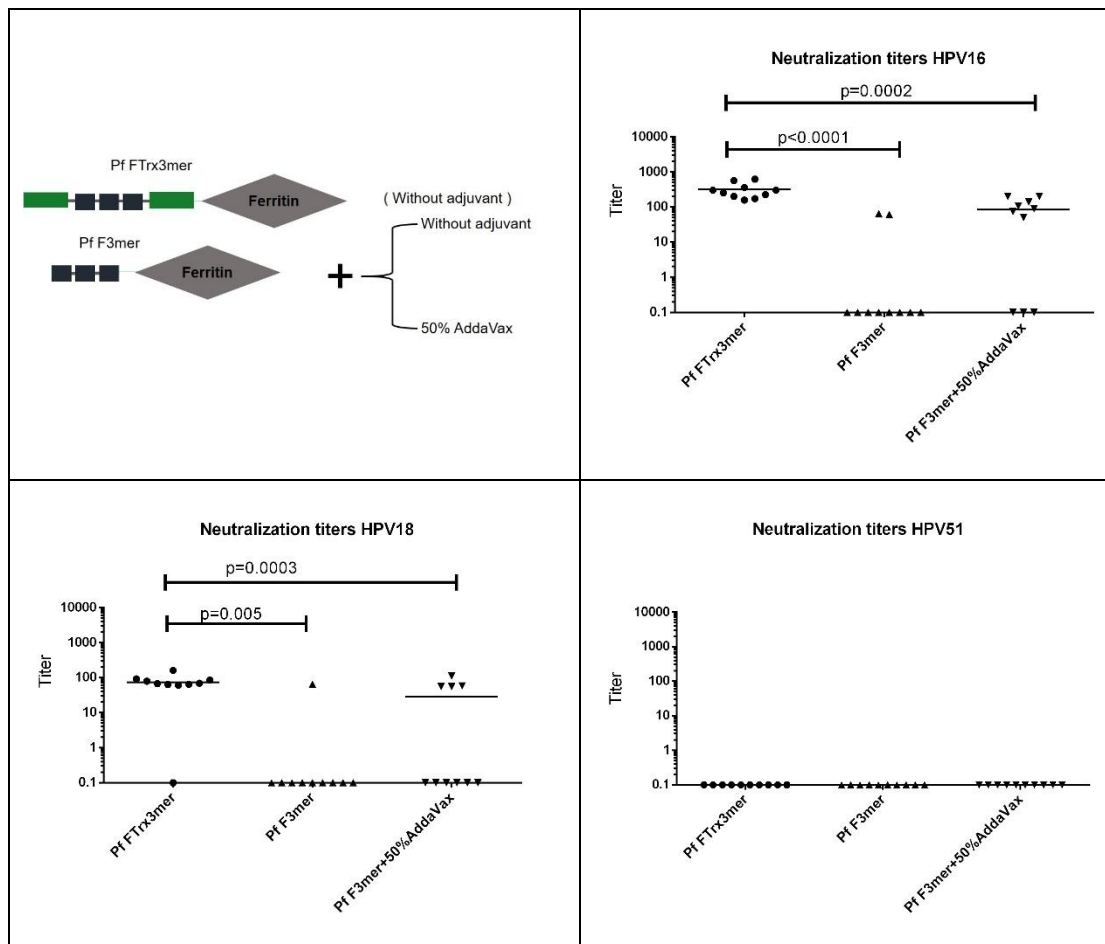 Pf FTrx3mer
Ferritin
( Without adjuvant )
Without adjuvant
Pf F3mer
Ferritin
+
50% AddaVax
Neutralization titers HPV16
p=0.0002
p<0.0001
Titer
10000
1000
100
10
1
0.1
Pf FTrx3mer
Pf F3mer
Pf F3mer+50%AddaVax
Neutralization titers HPV18
p=0.0003
p=0.005
Titer
10000
1000
100
10
1
0.1
Pf FTrx3mer
Pf F3mer
Pf F3mer+50%AddaVax
Neutralization titers HPV51
Titer
10000
1000
100
10
1
0.1
Pf FTrx3mer
Pf F3mer
Pf F3mer+50%AddaVax